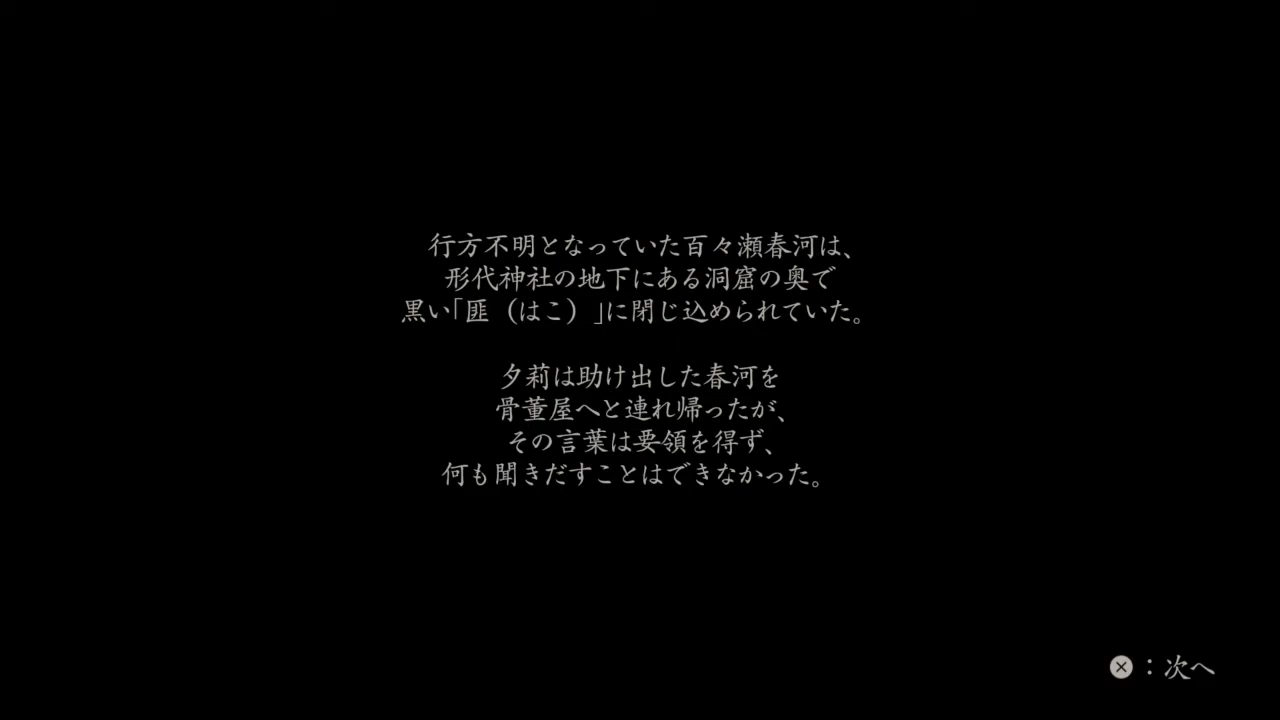 行方不明となっていた百々瀬春河は、
形代神社の地下にある洞窟の奥で
黒い「匪（はこ）」に閉じ込められていた。
夕莉は助け出した春河を
骨董屋へと連れ帰ったが、
その言葉は要領を得ず、
何も聞きだすことはできなかった。
⊗：次へ